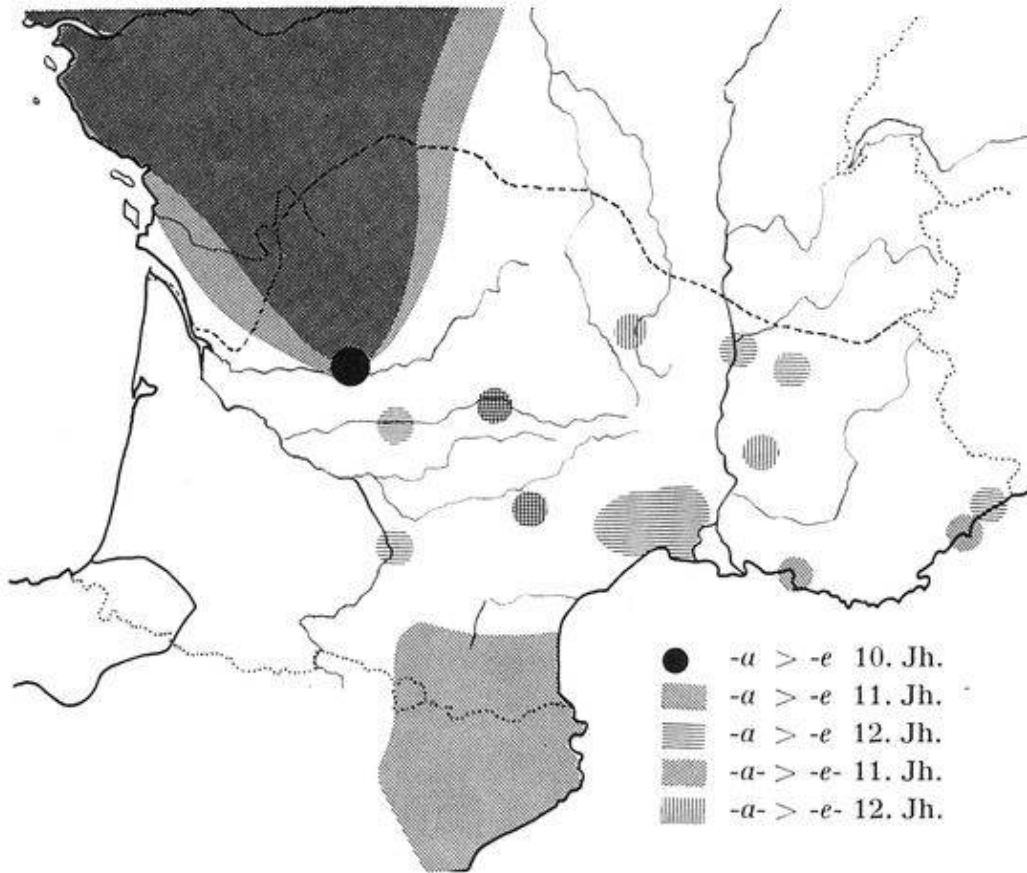 -a > -e 10. Jh.
-a > -e 11. Jh.
-a > -e 12. Jh.
-a- > -e- 11. Jh.
-a- > -e- 12. Jh.